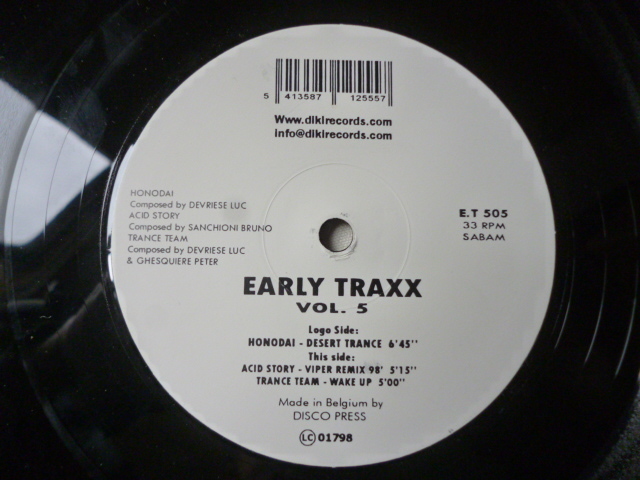 5 413587 125557
Www.dikirecords.com
info@dikirecords.com
HONODAI
Composed by DEVRIESE LUC
ACID STORY
Composed by SANCHIONI BRUNO
TRANCE TEAM
Composed by DEVRIESE LUC
& GHESQUIERE PETER
E.T 505
33 RPM
SABAM
EARLY TRAXX
VOL. 5
Logo Side:
HONODAI - DESERT TRANCE 6'45''
This side:
ACID STORY - VIPER REMIX 98' 5'15''
TRANCE TEAM - WAKE UP 5'00''
Made in Belgium by
DISCO PRESS
LC 01798